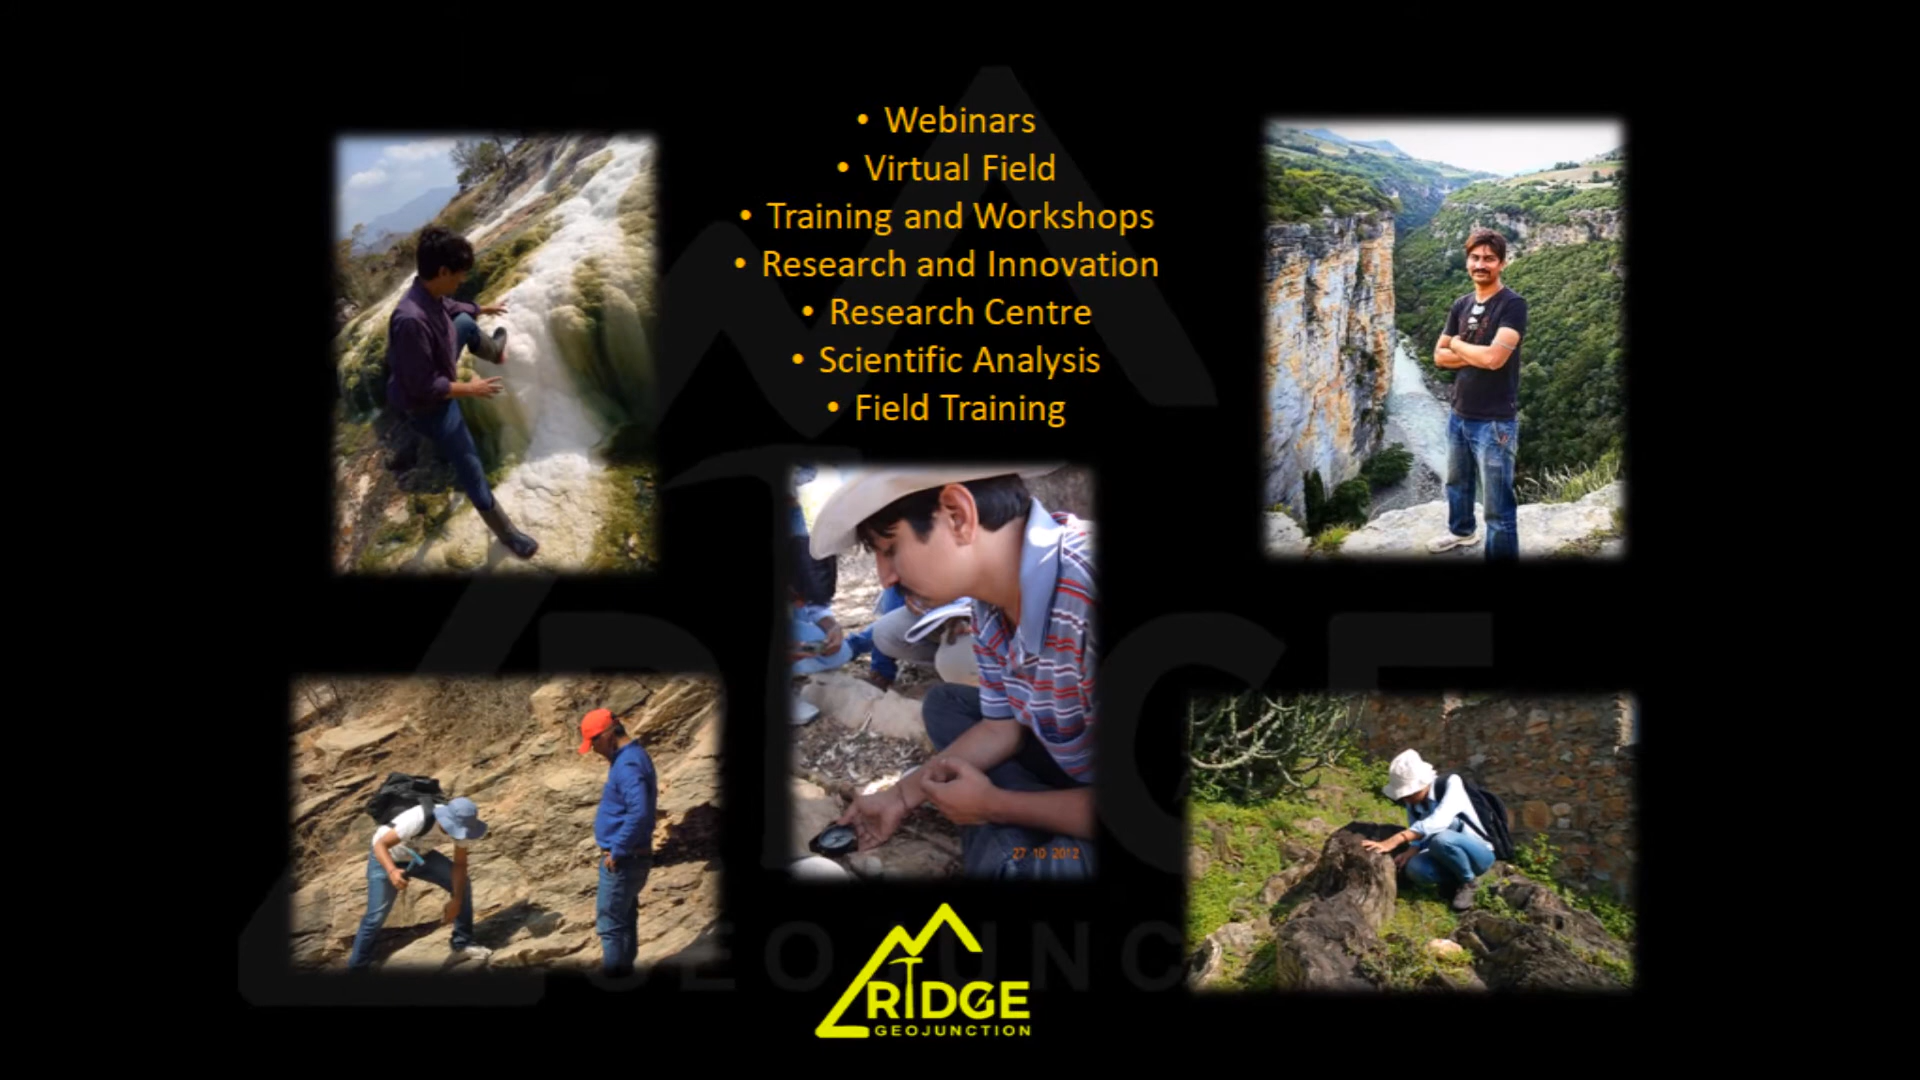 • Webinars
• Virtual Field
• Training and Workshops
• Research and Innovation
• Research Centre
• Scientific Analysis
• Field Training
27 10 2012
RIDGE
GEOJUNCTION